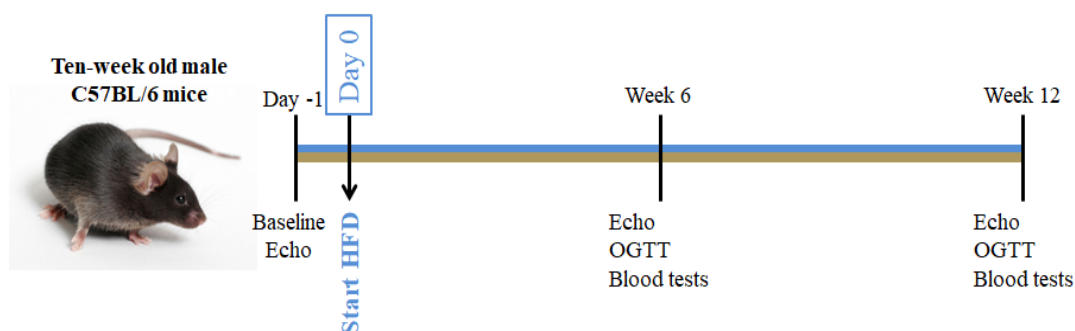 Ten-week old male
C57BL/6 mice
Day -1
Day 0
Week 6
Week 12
Baseline
Echo
Start HFD
Echo
OGTT
Blood tests
Echo
OGTT
Blood tests